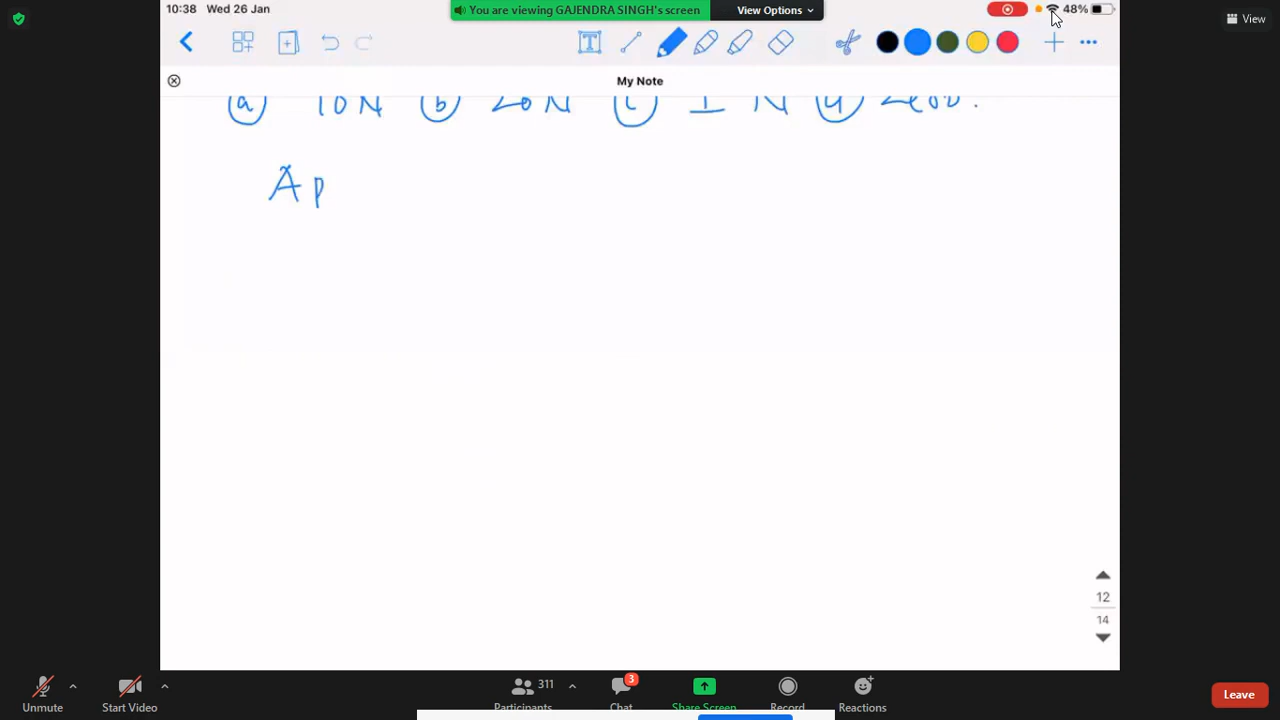 10:38 Wed 26 Jan
You are viewing GAJENDRA SINGH's screen View Options
48%
View
T
My Note
(a) 10 N (b) 20 N (c) 1 N (d) zero.
Ap
12
14
311
3
Unmute Start Video Participants Chat Share Screen Record Reactions
Leave